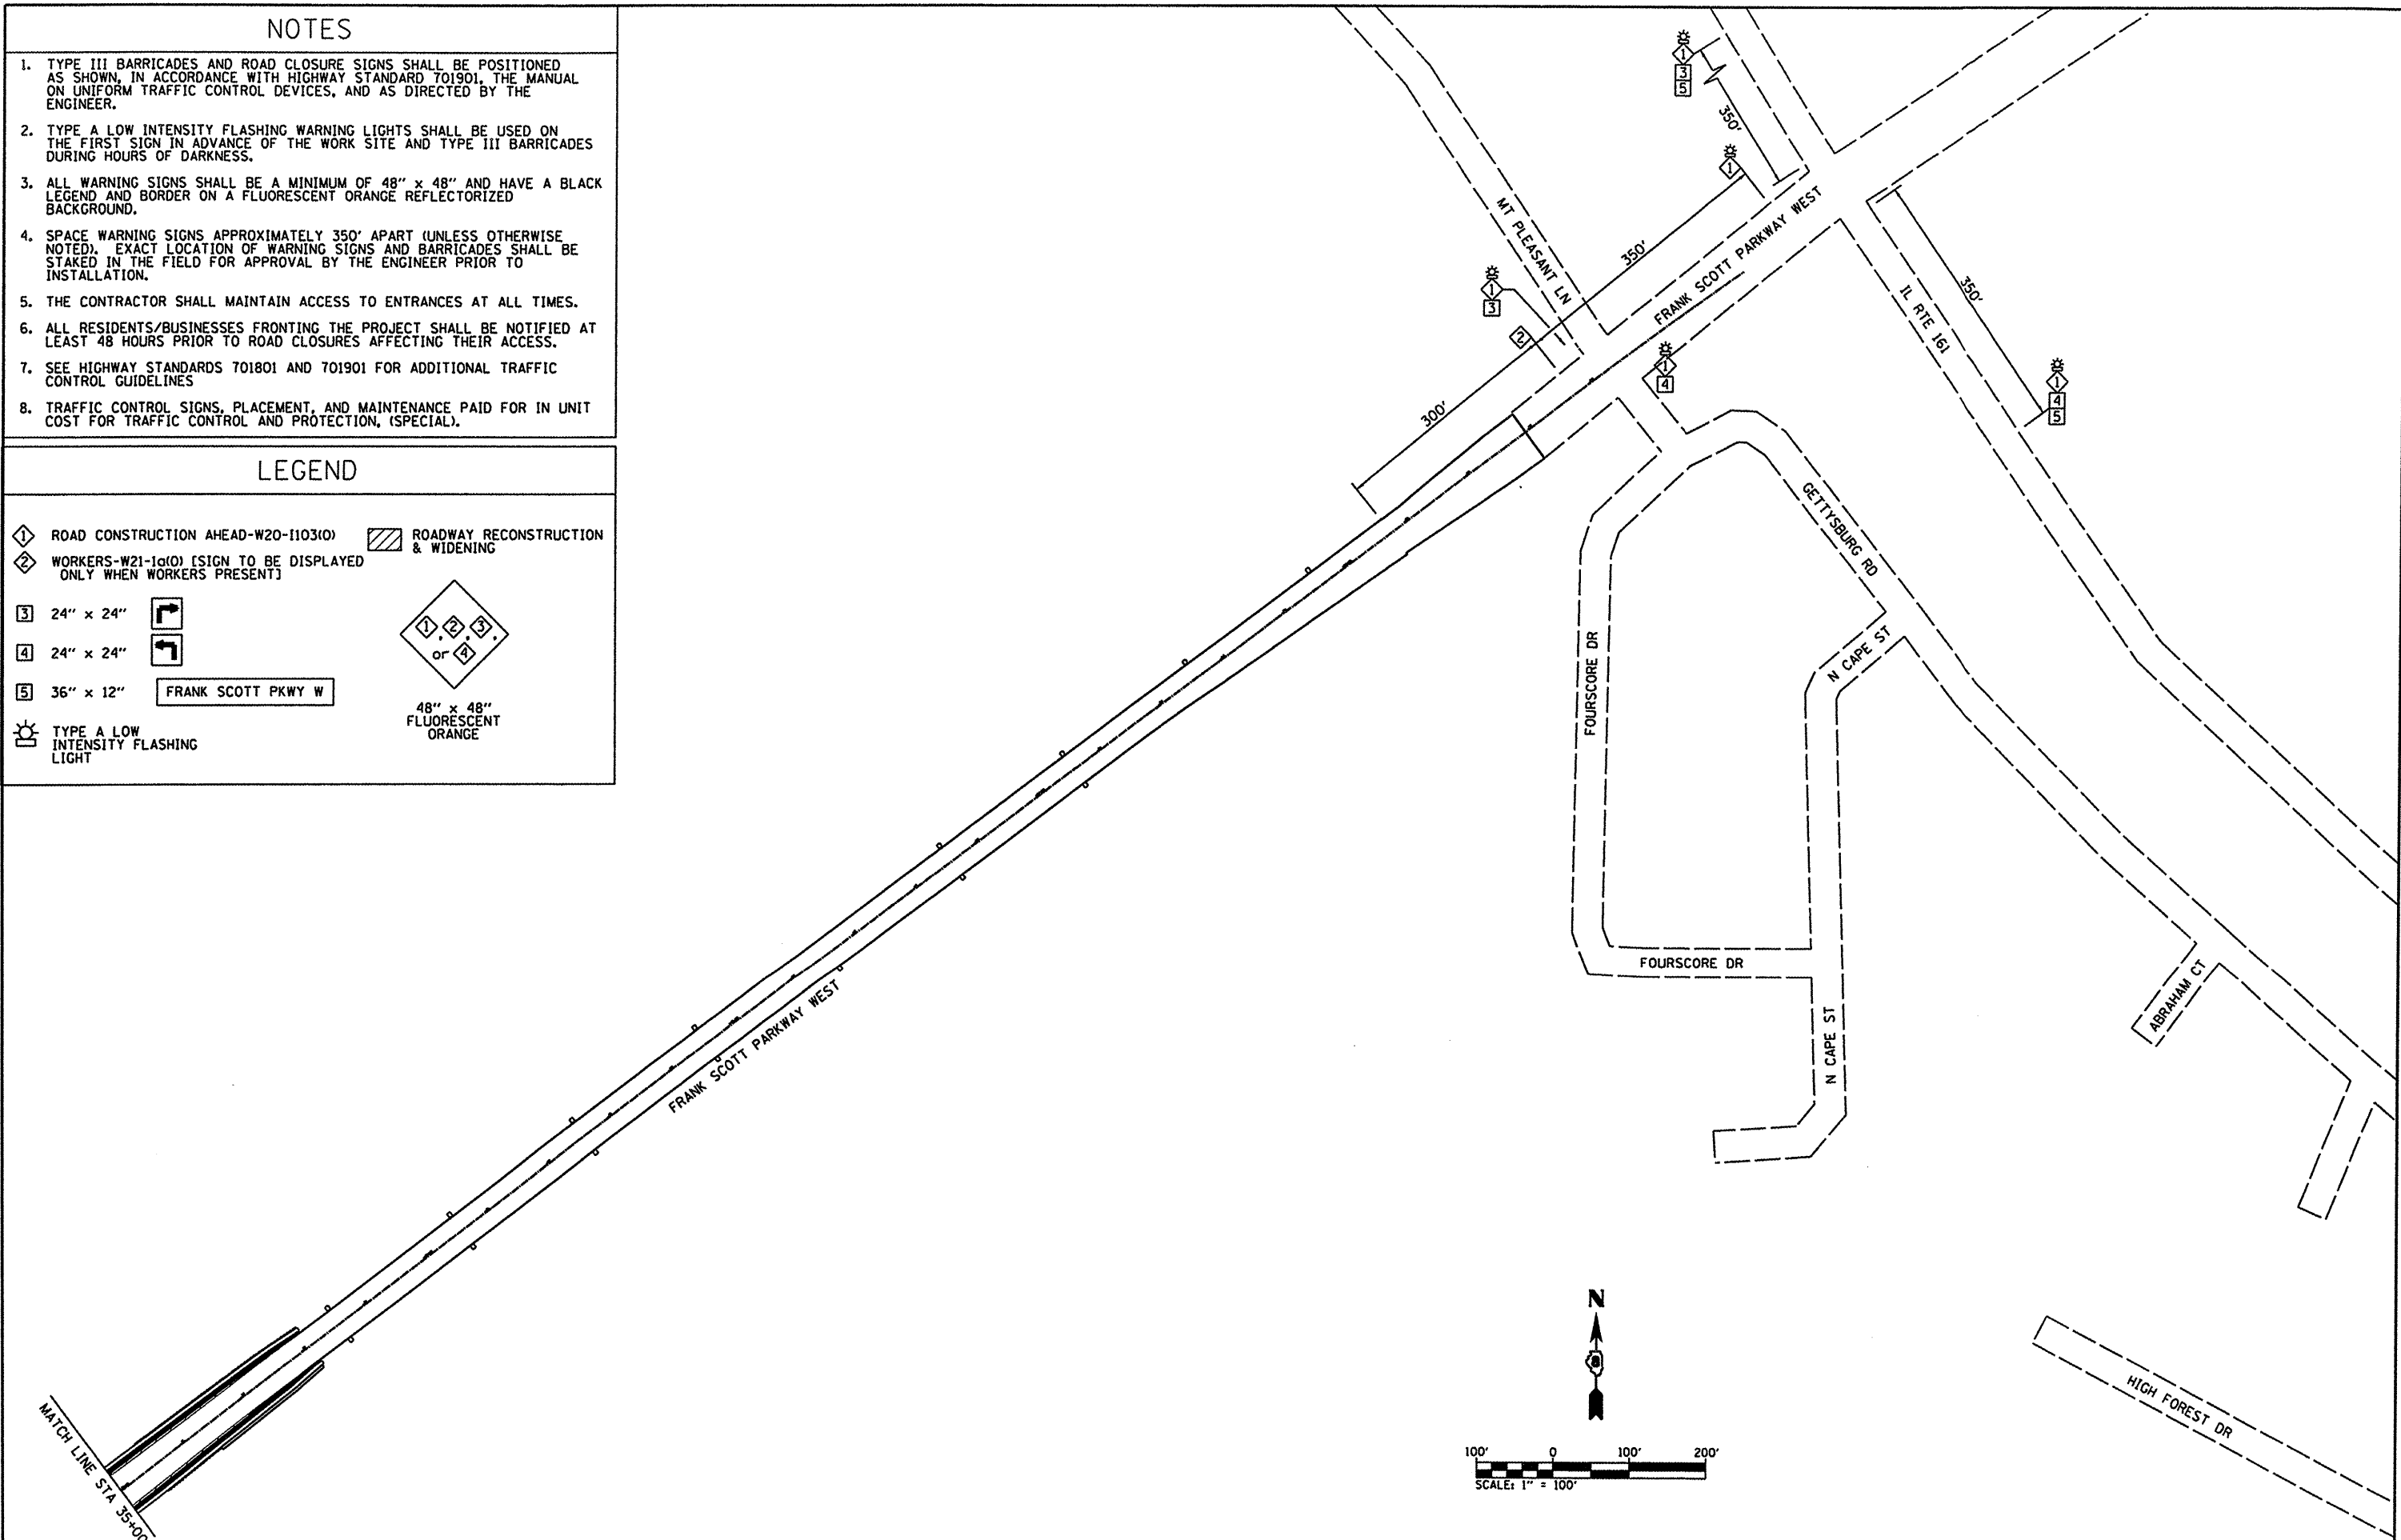 NOTES
1. TYPE III BARRICADES AND ROAD CLOSURE SIGNS SHALL BE POSITIONED
AS SHOWN, IN ACCORDANCE WITH HIGHWAY STANDARD 701901, THE MANUAL
ON UNIFORM TRAFFIC CONTROL DEVICES, AND AS DIRECTED BY THE
ENGINEER.
2. TYPE A LOW INTENSITY FLASHING WARNING LIGHTS SHALL BE USED ON
THE FIRST SIGN IN ADVANCE OF THE WORK SITE AND TYPE III BARRICADES
DURING HOURS OF DARKNESS.
3. ALL WARNING SIGNS SHALL BE A MINIMUM OF 48" x 48" AND HAVE A BLACK
LEGEND AND BORDER ON A FLUORESCENT ORANGE REFLECTORIZED
BACKGROUND.
4. SPACE WARNING SIGNS APPROXIMATELY 350' APART (UNLESS OTHERWISE
NOTED). EXACT LOCATION OF WARNING SIGNS AND BARRICADES SHALL BE
STAKED IN THE FIELD FOR APPROVAL BY THE ENGINEER PRIOR TO
INSTALLATION.
5. THE CONTRACTOR SHALL MAINTAIN ACCESS TO ENTRANCES AT ALL TIMES.
6. ALL RESIDENTS/BUSINESSES FRONTING THE PROJECT SHALL BE NOTIFIED AT
LEAST 48 HOURS PRIOR TO ROAD CLOSURES AFFECTING THEIR ACCESS.
7. SEE HIGHWAY STANDARDS 701801 AND 701901 FOR ADDITIONAL TRAFFIC
CONTROL GUIDELINES
8. TRAFFIC CONTROL SIGNS, PLACEMENT, AND MAINTENANCE PAID FOR IN UNIT
COST FOR TRAFFIC CONTROL AND PROTECTION, (SPECIAL).
LEGEND
1 ROAD CONSTRUCTION AHEAD-W20-I103(O)
2 WORKERS-W21-1a(O) [SIGN TO BE DISPLAYED
ONLY WHEN WORKERS PRESENT]
3 24" x 24"
4 24" x 24"
5 36" x 12" FRANK SCOTT PKWY W
TYPE A LOW
INTENSITY FLASHING
LIGHT
ROADWAY RECONSTRUCTION
& WIDENING
1, 2, 3,
or 4
48" x 48"
FLUORESCENT
ORANGE
1
3
5
350'
1
350'
MT PLEASANT LN
FRANK SCOTT PARKWAY WEST
1
3
2
300'
1
4
IL RTE 161
350'
1
4
5
GETTYSBURG RD
N CAPE ST
FOURSCORE DR
FOURSCORE DR
N CAPE ST
ABRAHAM CT
FRANK SCOTT PARKWAY WEST
N
8
HIGH FOREST DR
100' 0 100' 200'
SCALE: 1" = 100'
MATCH LINE STA 35+00